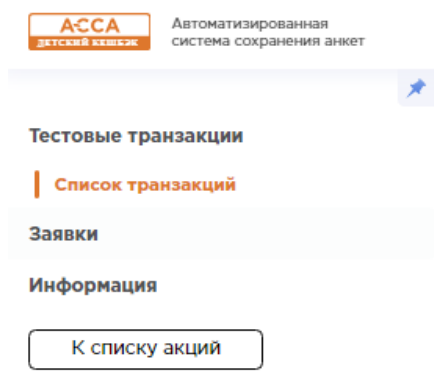 АССА
ДЕТСКИЙ КЕШБЭК
Автоматизированная
система сохранения анкет
Тестовые транзакции
Список транзакций
Заявки
Информация
К списку акций